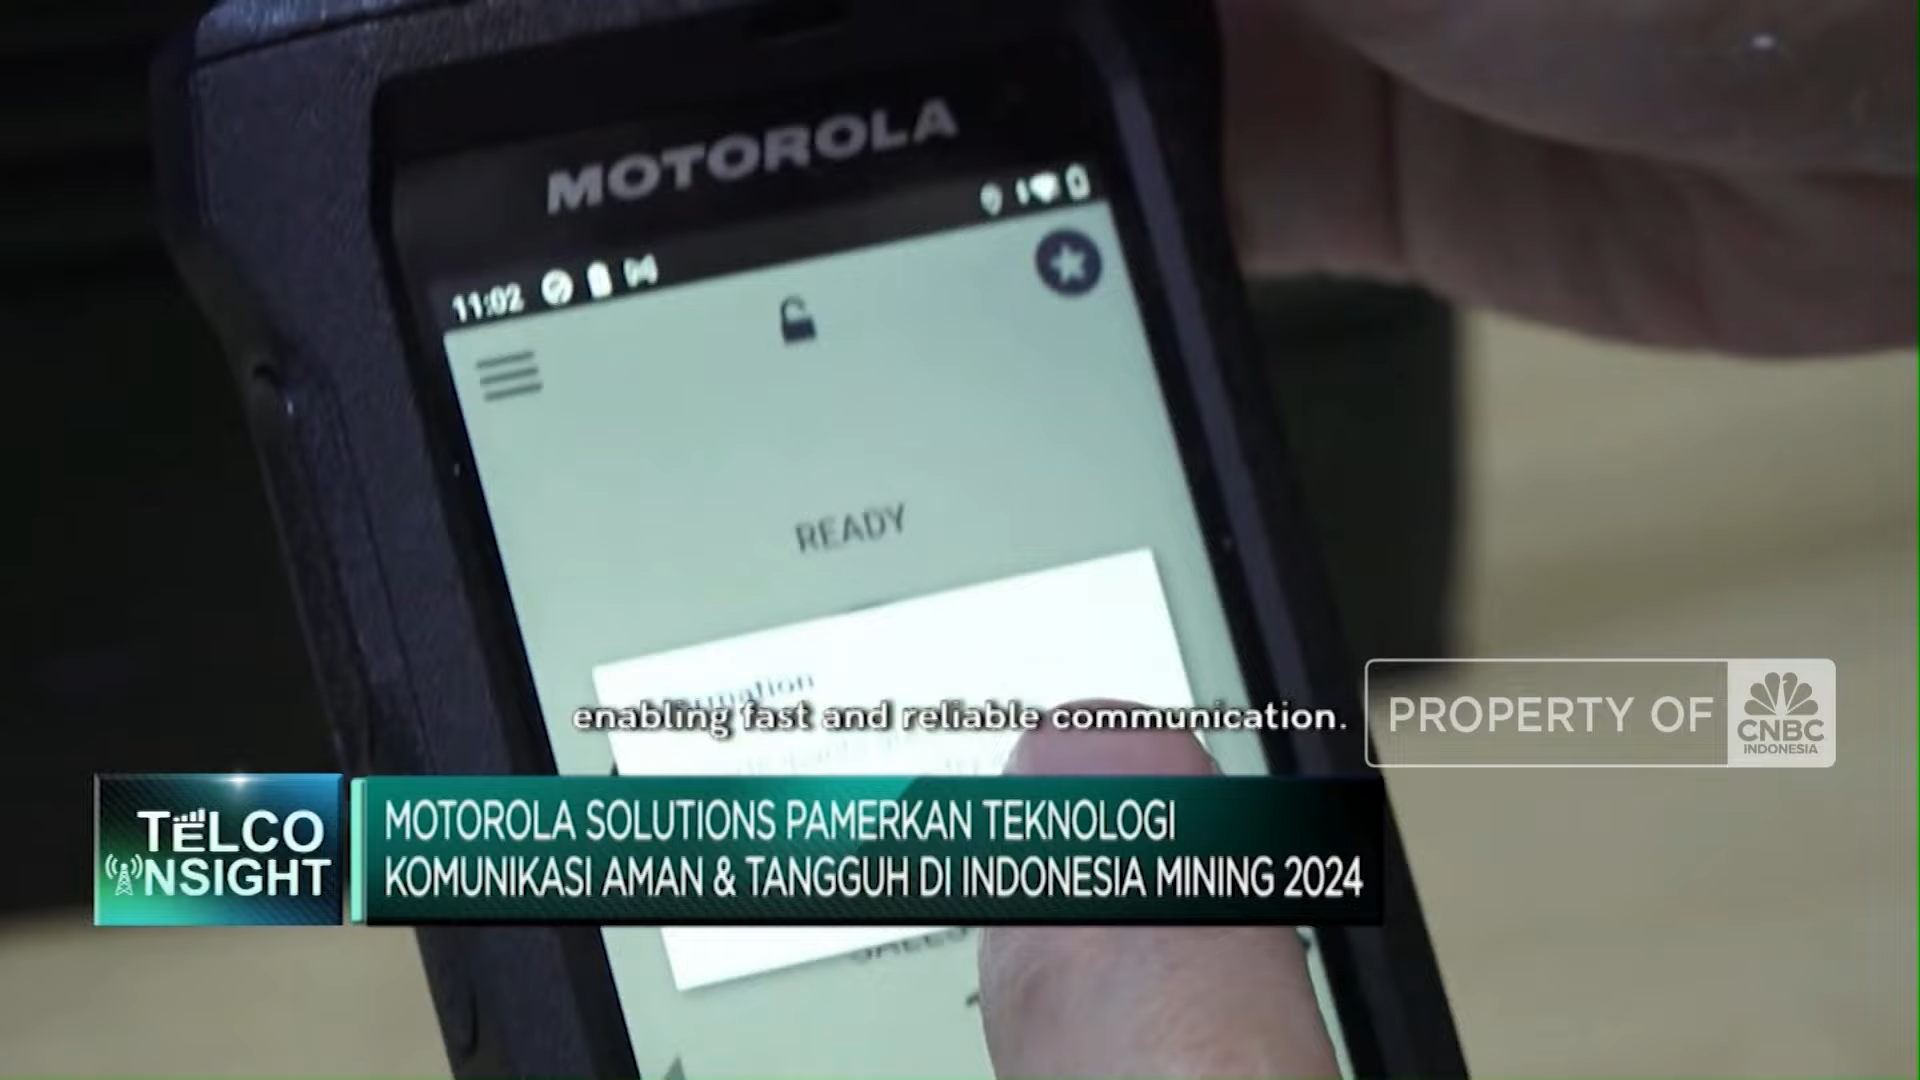 MOTOROLA
11:02
READY
enabling fast and reliable communication.
PROPERTY OF
CNBC
INDONESIA
TELCO
INSIGHT
MOTOROLA SOLUTIONS PAMERKAN TEKNOLOGI
KOMUNIKASI AMAN & TANGGUH DI INDONESIA MINING 2024